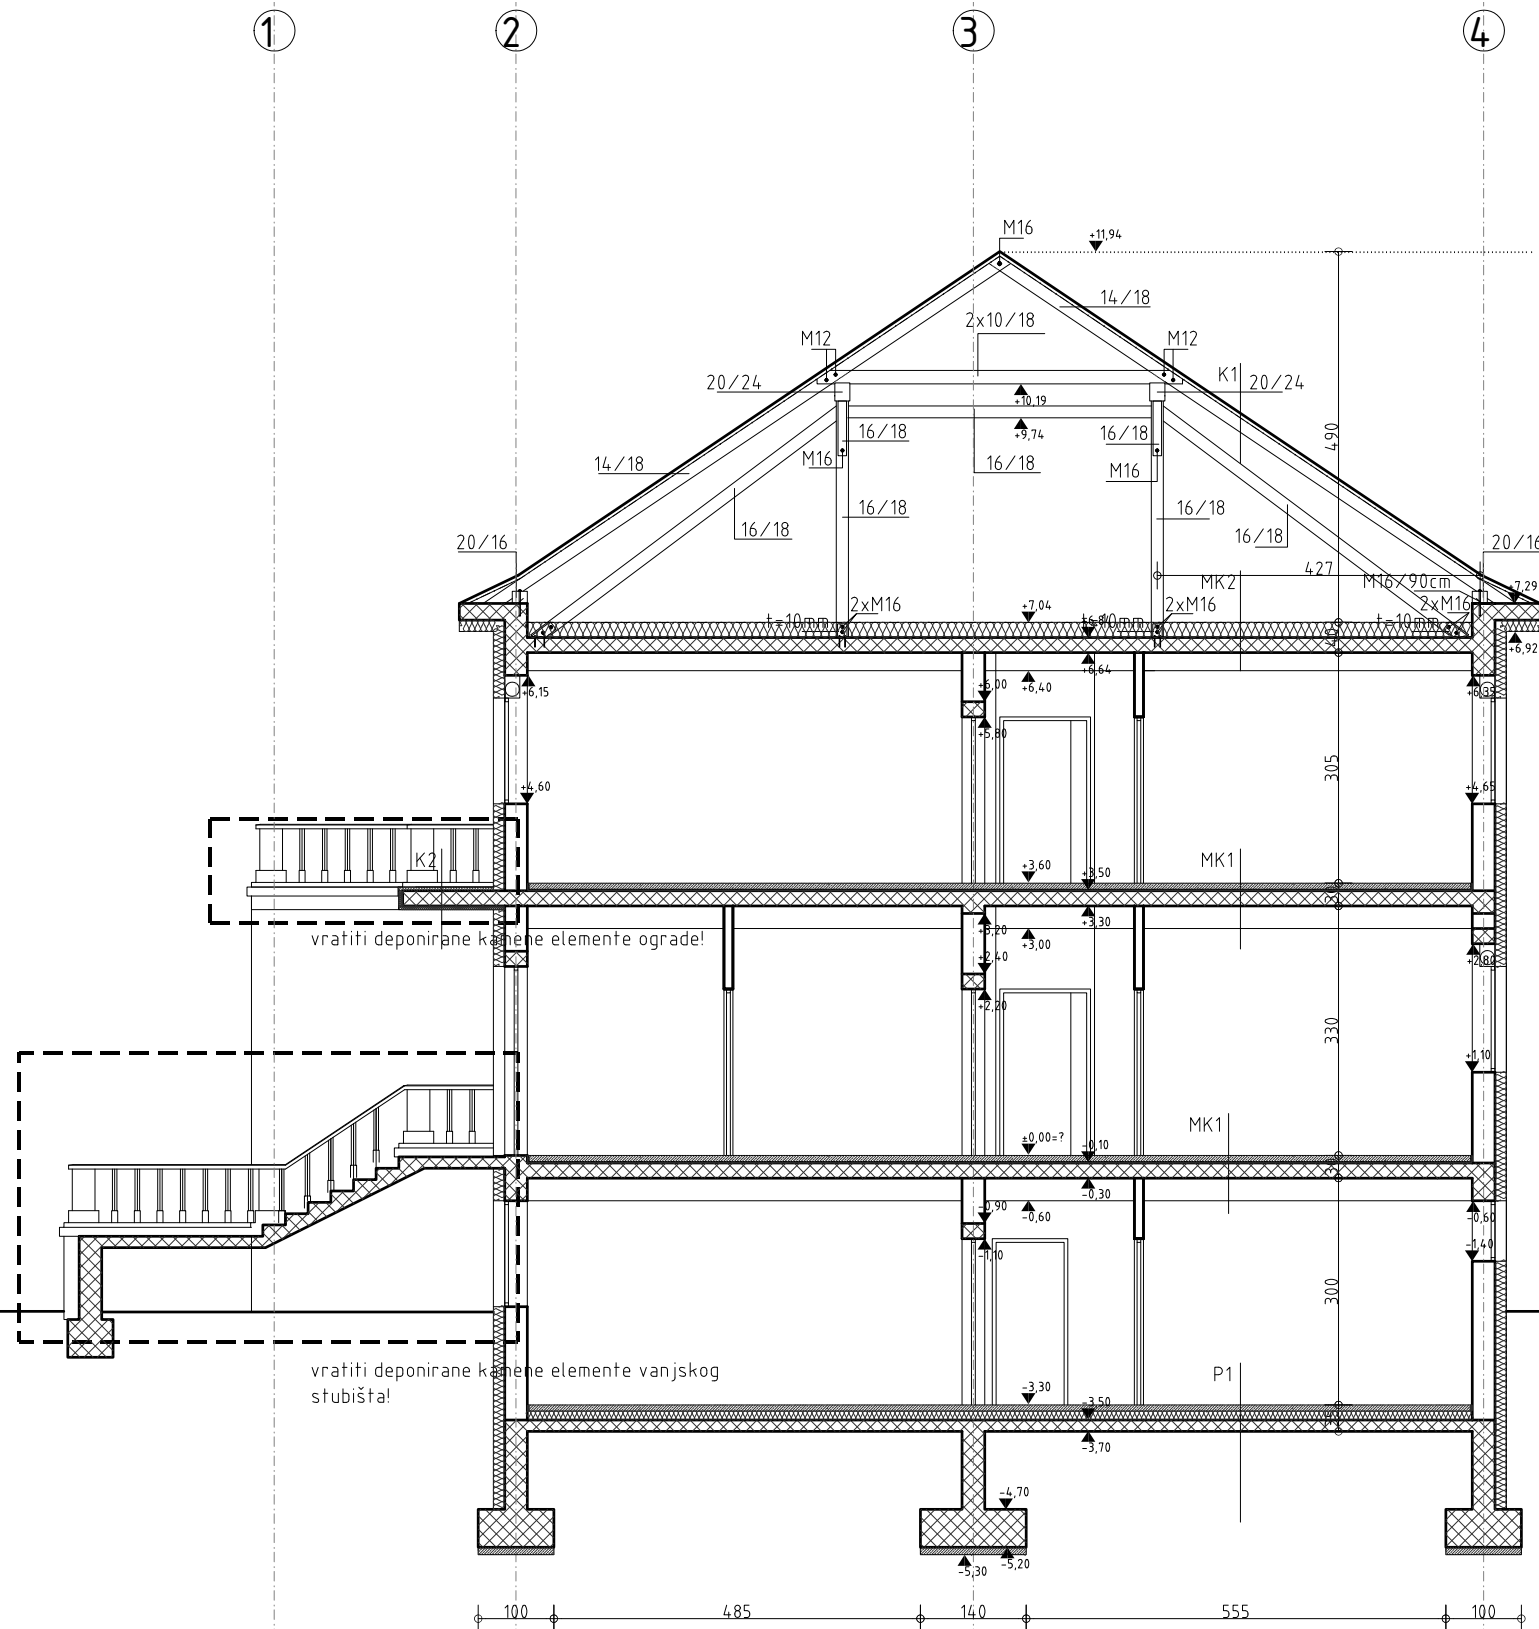 1 2 3 4
M16
+11,94
14/18
2x10/18
M12 M12
K1
20/24 20/24
+10,19
16/18 16/18
+9,74
490
M16 16/18 M16
14/18
16/18 16/18
16/18 16/18
20/16 20/16
427
MK2 M16/90cm
+7,29
+7,04
2xM16 2xM16 2xM16
t=10mm t=10mm t=10mm
40
+6,92
+6,64
+6,15 +6,00 +6,40 +6,35
+5,80
305
+4,60 +4,65
K2 +3,60 +3,50 MK1
30
+3,20 +3,30
vratiti deponirane kamene elemente ograde!
+3,00
+2,40 +2,80
+2,20
330
+1,10
MK1
±0,00=? -0,10
30
-0,30
-0,90 -0,60 -0,60
-1,10 -1,40
300
vratiti deponirane kamene elemente vanjskog
stubišta!
P1
-3,30 -3,50
35
-3,70
-4,70
-5,30 -5,20
100 485 140 555 100